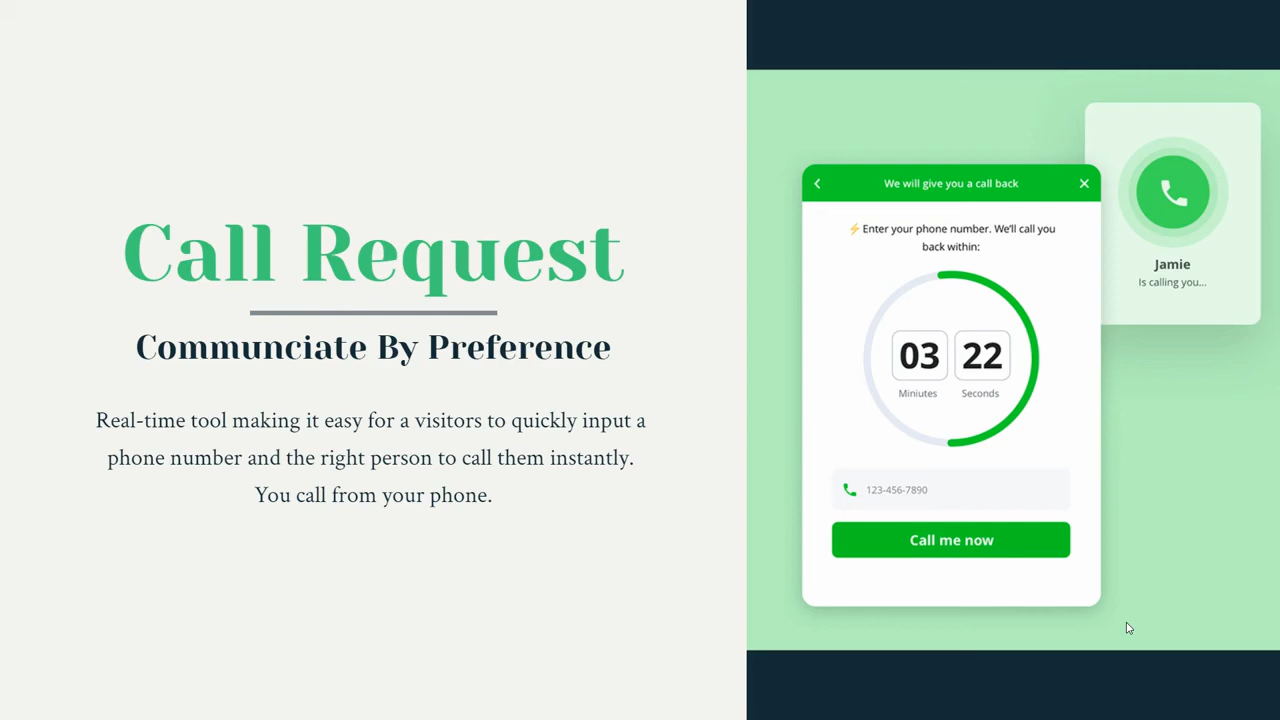 Call Request
Communciate By Preference
Real-time tool making it easy for a visitors to quickly input a
phone number and the right person to call them instantly.
You call from your phone.
We will give you a call back
⚡Enter your phone number. We'll call you
back within:
03 22
Miniutes Seconds
123-456-7890
Call me now
Jamie
Is calling you...